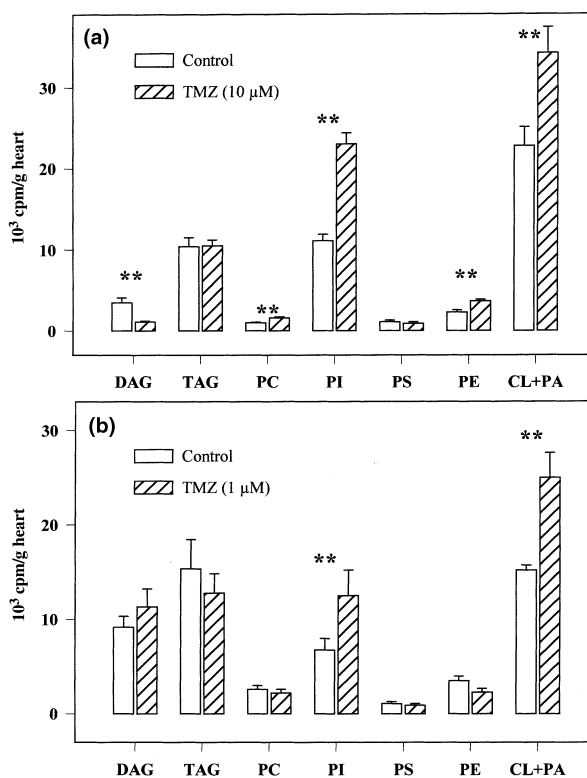 (a)
Control
TMZ (10 µM)
**
**
**
**
**
10³ cpm/g heart
30
20
10
0
DAG TAG PC PI PS PE CL+PA
(b)
Control
TMZ (1 µM)
**
**
10³ cpm/g heart
30
20
10
0
DAG TAG PC PI PS PE CL+PA